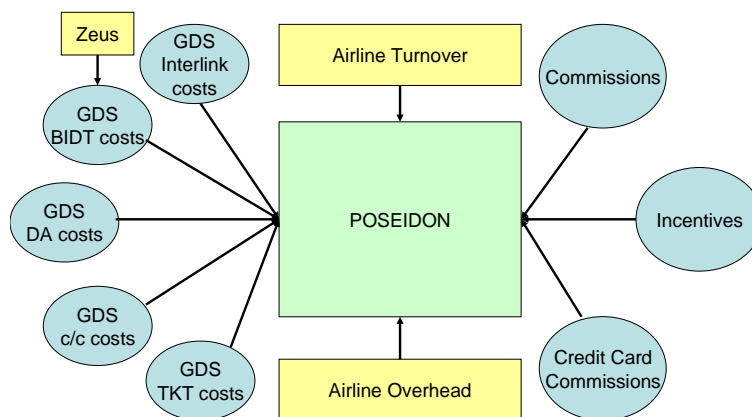 Zeus
GDS
Interlink
costs
Airline Turnover
Commissions
GDS
BIDT costs
GDS
DA costs
POSEIDON
Incentives
GDS
c/c costs
GDS
TKT costs
Airline Overhead
Credit Card
Commissions